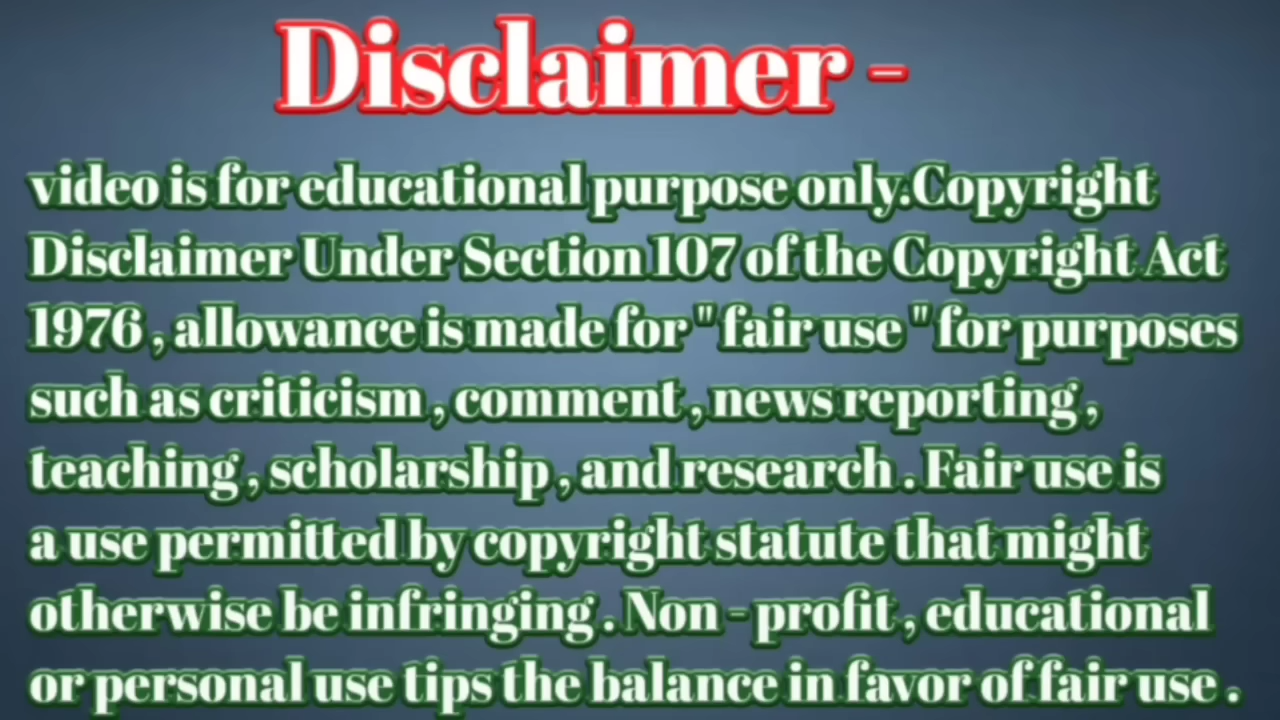 Disclaimer -
video is for educational purpose only.Copyright
Disclaimer Under Section 107 of the Copyright Act
1976 , allowance is made for " fair use " for purposes
such as criticism , comment , news reporting ,
teaching , scholarship , and research . Fair use is
a use permitted by copyright statute that might
otherwise be infringing . Non - profit , educational
or personal use tips the balance in favor of fair use .